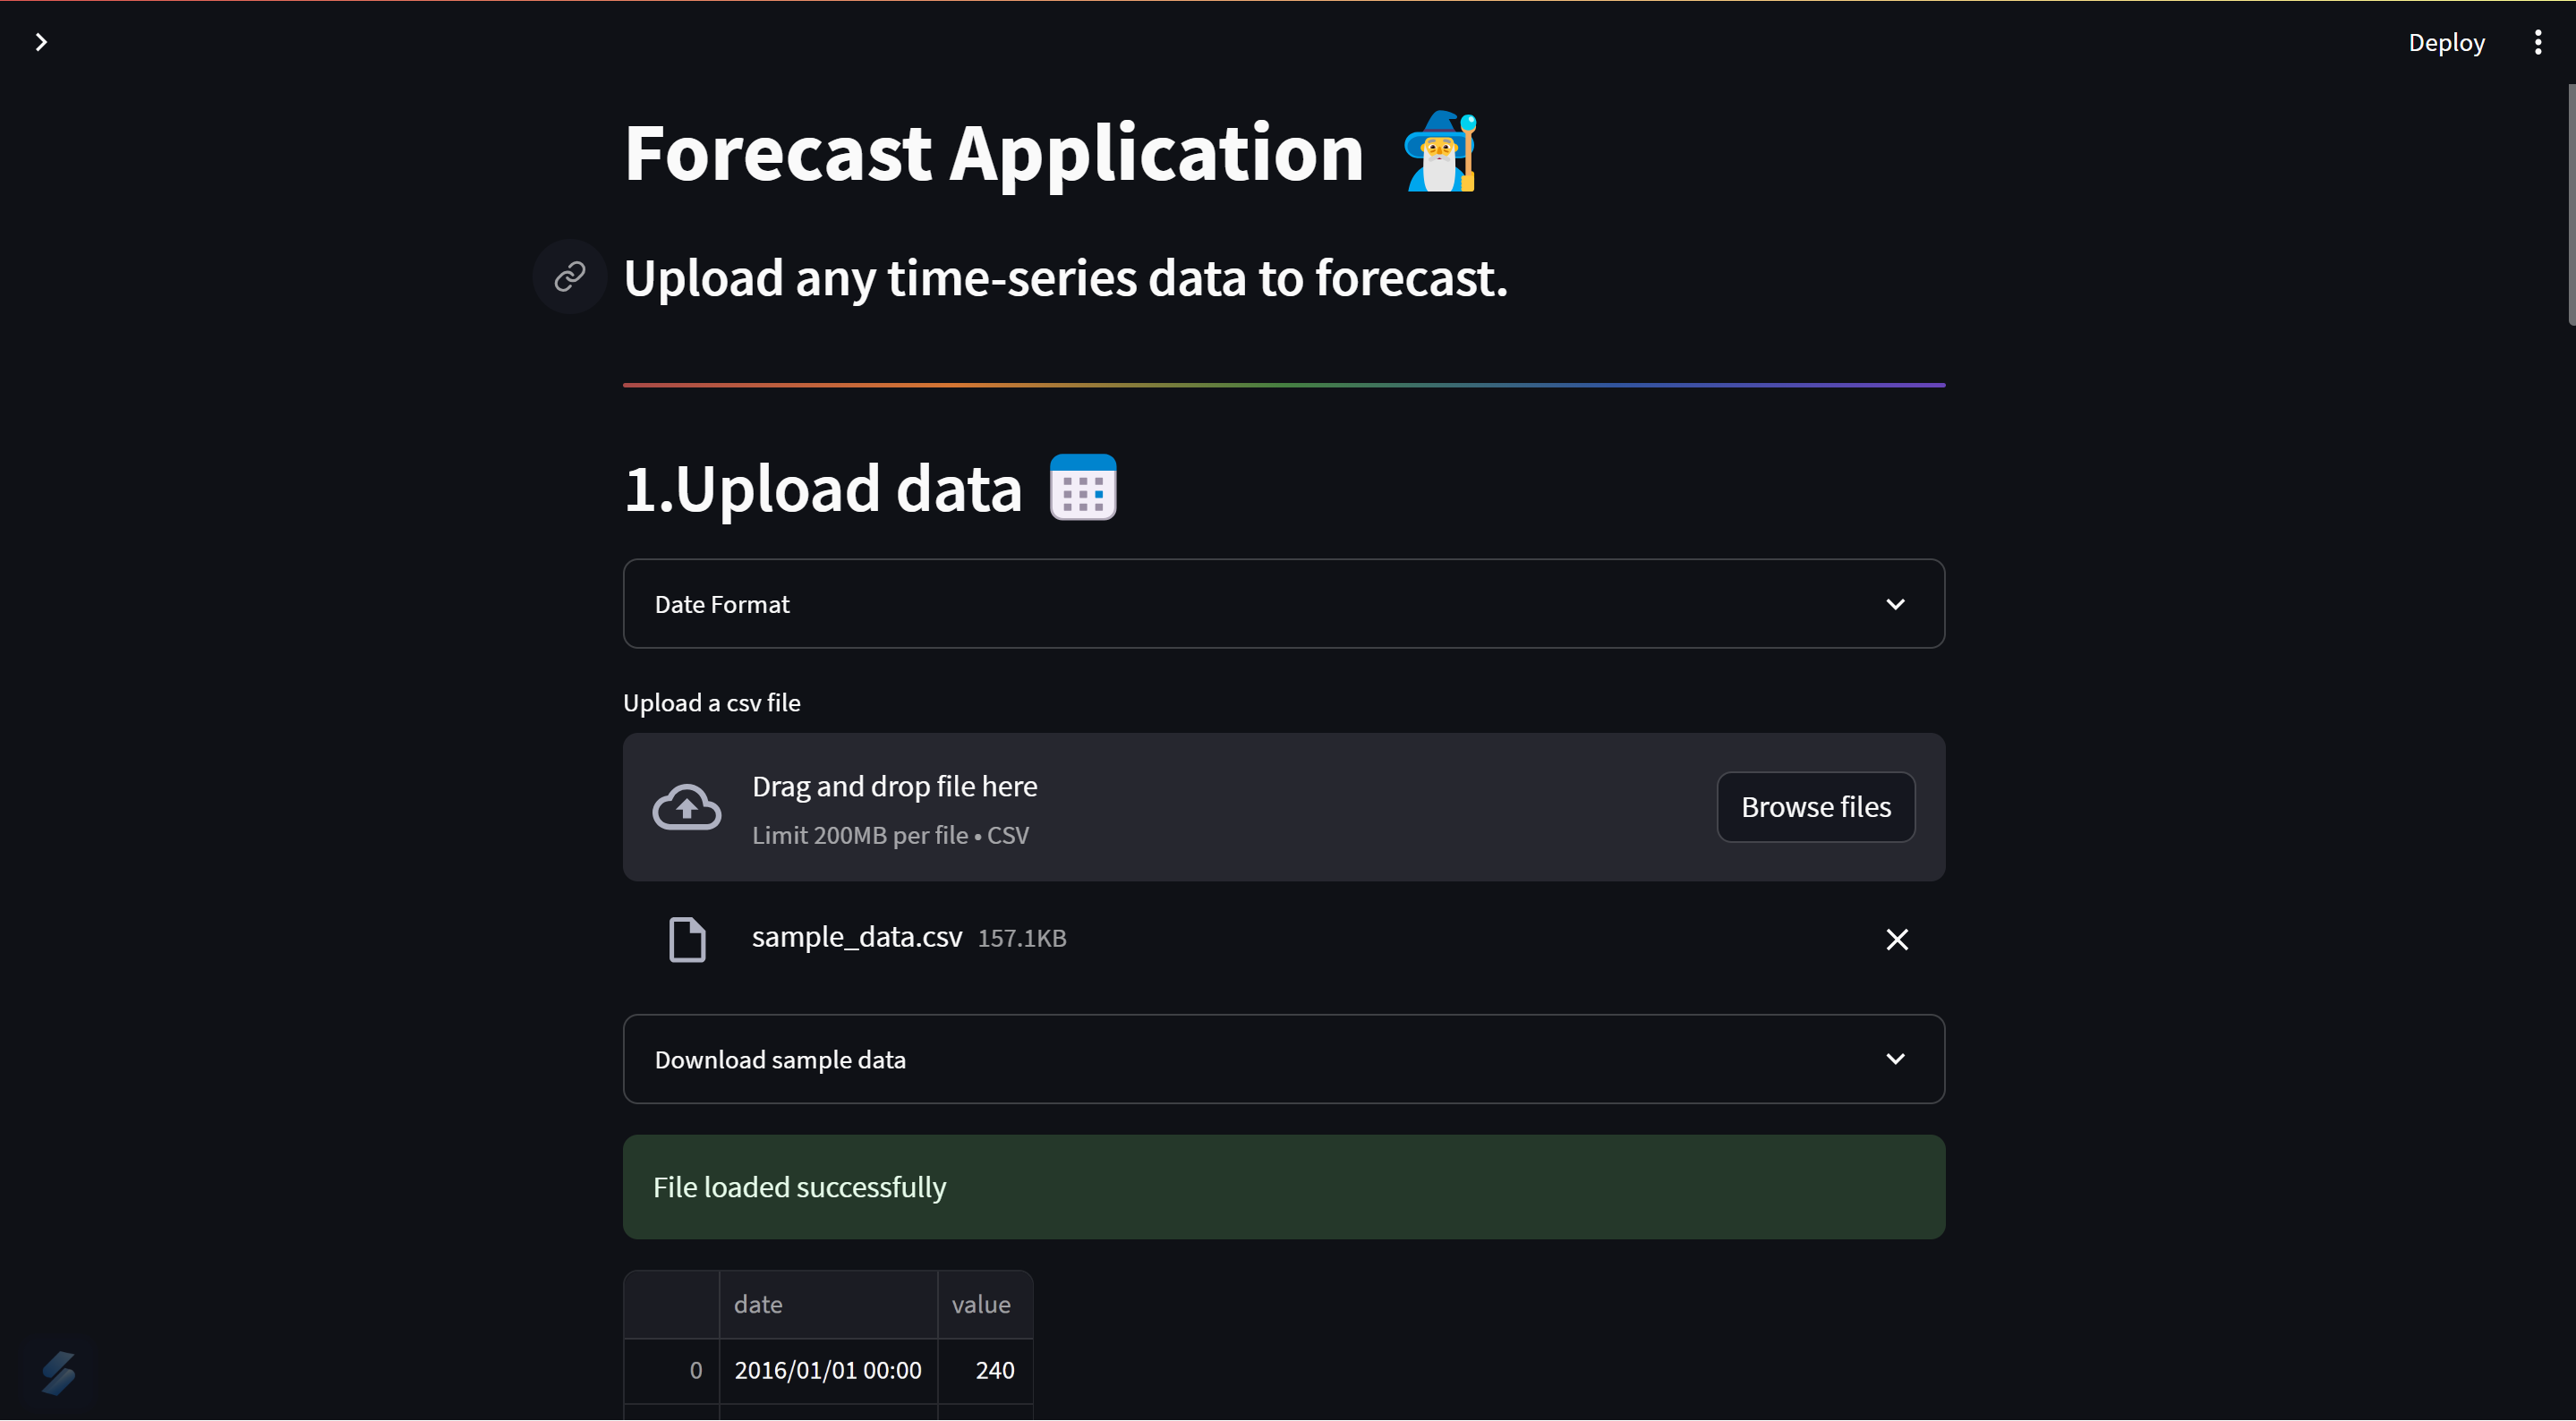 Deploy
Forecast Application
Upload any time-series data to forecast.
1.Upload data
Date Format
Upload a csv file
Drag and drop file here
Limit 200MB per file • CSV
Browse files
sample_data.csv 157.1KB
Download sample data
File loaded successfully
date value
0 2016/01/01 00:00 240